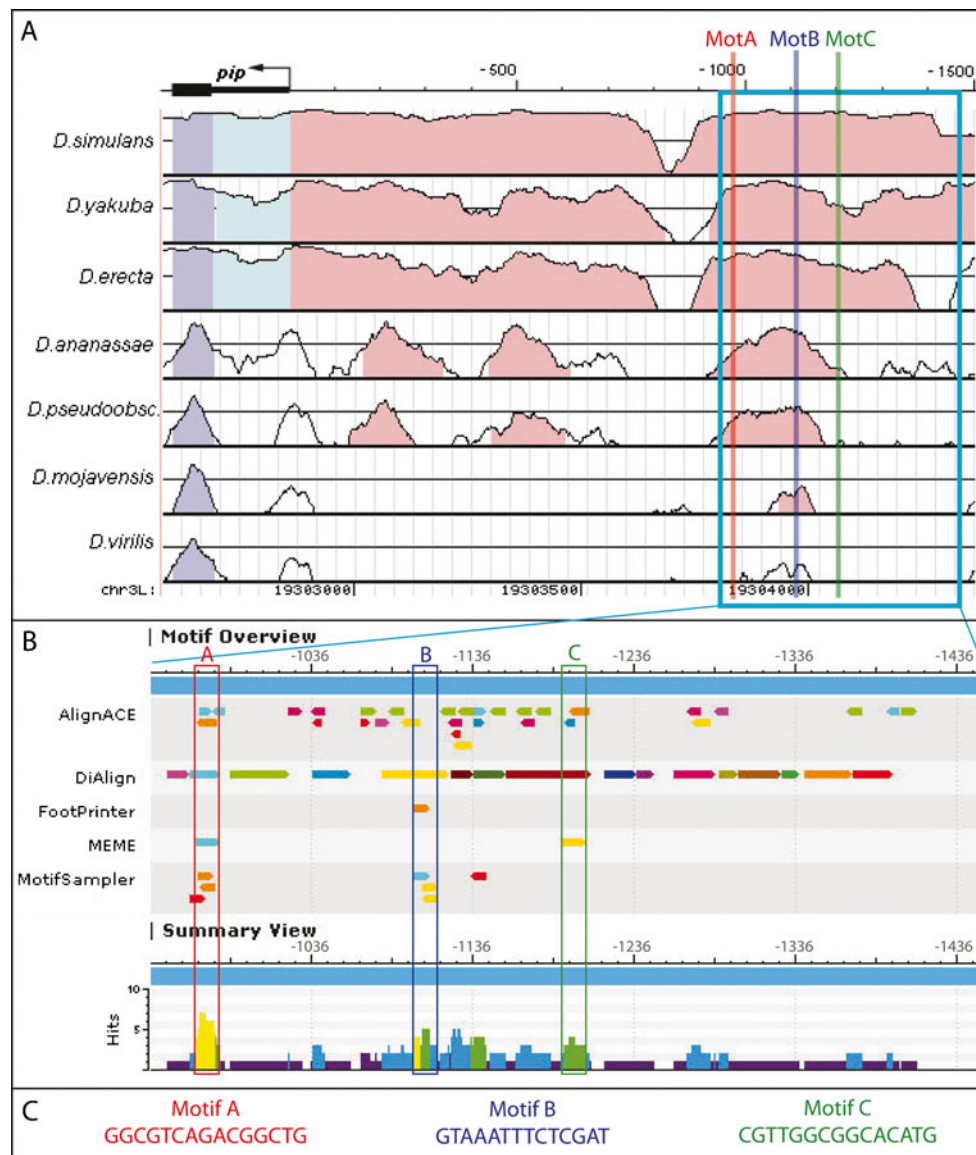 A
MotA MotB MotC
pip
-500 -1000 -1500
D.simulans
D.yakuba
D.erecta
D.ananassae
D.pseudoobsc.
D.mojavensis
D.virilis
chr3L: 19303000 19303500 19304000
B
Motif Overview
A B C
-1036 -1136 -1236 -1336 -1436
AlignACE
DiAlign
FootPrinter
MEME
MotifSampler
Summary View
-1036 -1136 -1236 -1336 -1436
10
5
Hits
C
Motif A Motif B Motif C
GGCGTCAGACGGCTG GTAAATTTCTCGAT CGTTGGCGGCACATG